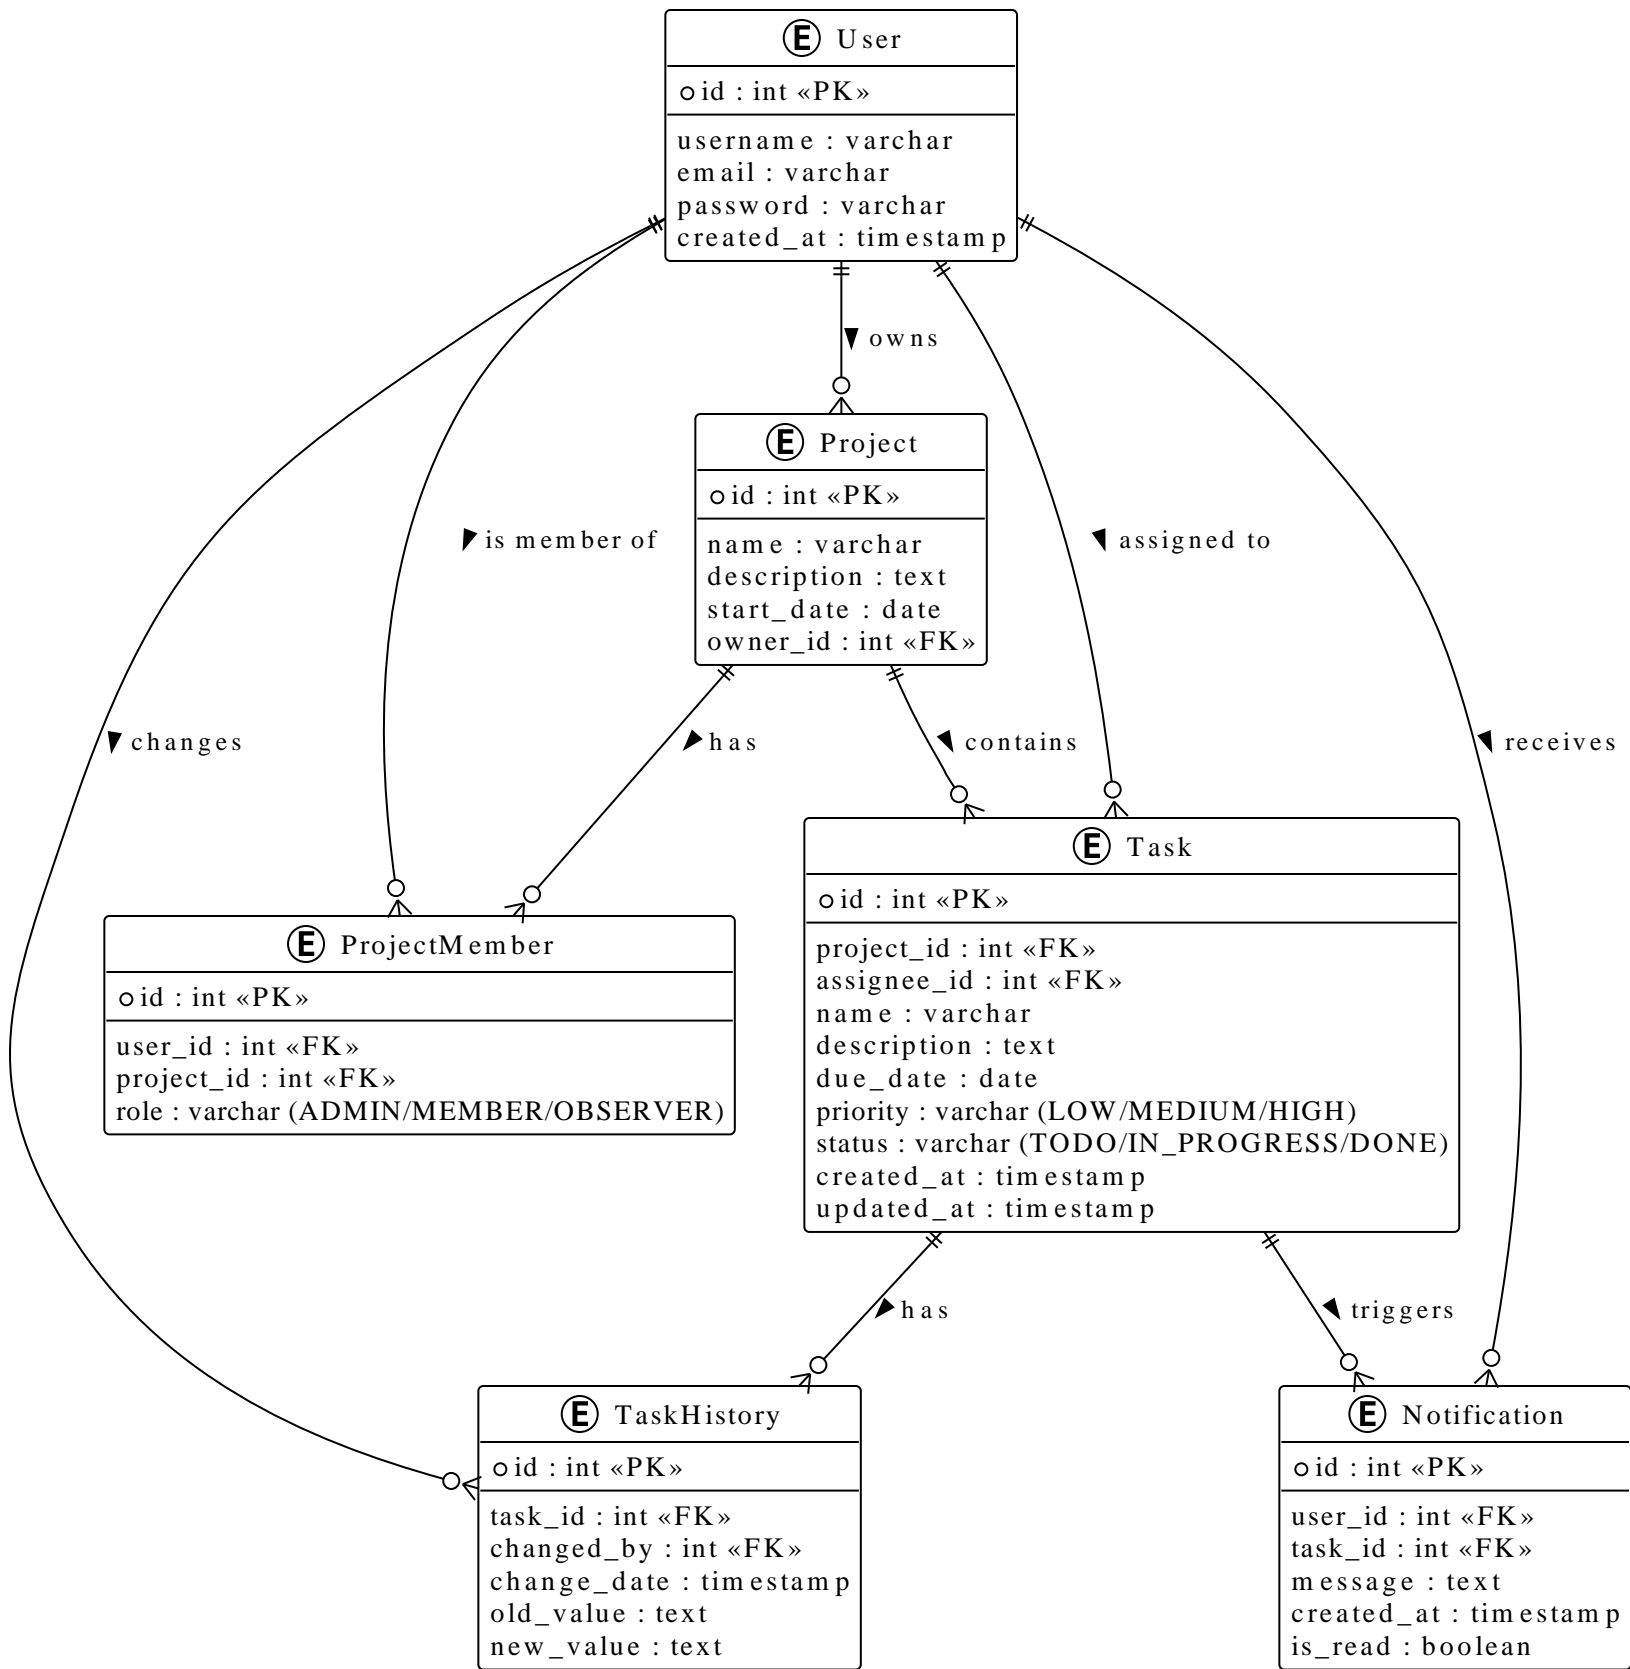 E User
id : int «PK»
username : varchar
email : varchar
password : varchar
created_at : timestamp
owns
E Project
id : int «PK»
name : varchar
description : text
start_date : date
owner_id : int «FK»
is member of
assigned to
changes
has
contains
receives
E Task
id : int «PK»
project_id : int «FK»
assignee_id : int «FK»
name : varchar
description : text
due_date : date
priority : varchar (LOW/MEDIUM/HIGH)
status : varchar (TODO/IN_PROGRESS/DONE)
created_at : timestamp
updated_at : timestamp
E ProjectMember
id : int «PK»
user_id : int «FK»
project_id : int «FK»
role : varchar (ADMIN/MEMBER/OBSERVER)
has
triggers
E TaskHistory
id : int «PK»
task_id : int «FK»
changed_by : int «FK»
change_date : timestamp
old_value : text
new_value : text
E Notification
id : int «PK»
user_id : int «FK»
task_id : int «FK»
message : text
created_at : timestamp
is_read : boolean